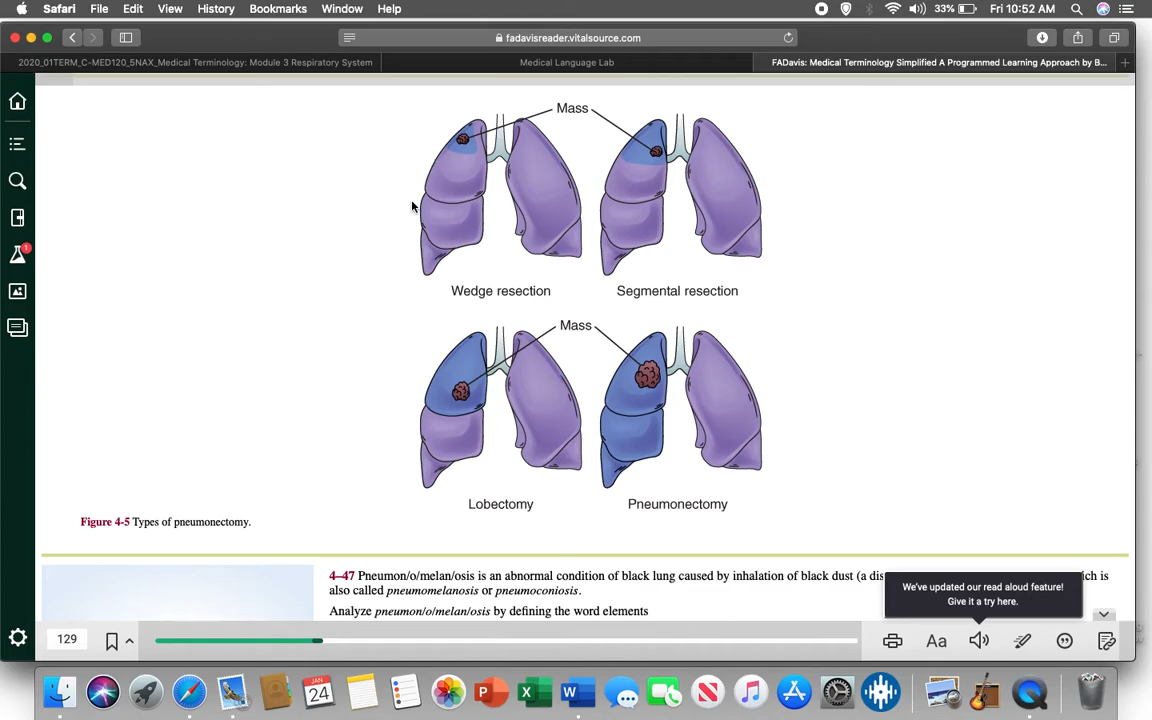 Safari File Edit View History Bookmarks Window Help 33% Fri 10:52 AM
fadavisreader.vitalsource.com
2020_01TERM_C-MED120_5NAX_Medical Terminology: Module 3 Respiratory System Medical Language Lab FADavis: Medical Terminology Simplified A Programmed Learning Approach by B...
Mass
1
Wedge resection Segmental resection
Mass
Lobectomy Pneumonectomy
Figure 4-5 Types of pneumonectomy.
4–47 Pneumon/o/melan/osis is an abnormal condition of black lung caused by inhalation of black dust (a dis ch is
also called pneumomelanosis or pneumoconiosis.
We've updated our read aloud feature!
Give it a try here.
Analyze pneumon/o/melan/osis by defining the word elements
129 Aa
JAN
24
P X W N